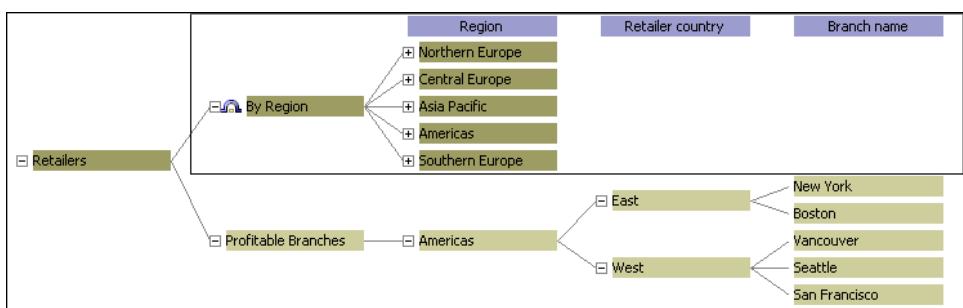 Region Retailer country Branch name
Northern Europe
Central Europe
By Region Asia Pacific
Americas
Retailers Southern Europe
New York
East
Boston
Profitable Branches Americas Vancouver
West Seattle
San Francisco